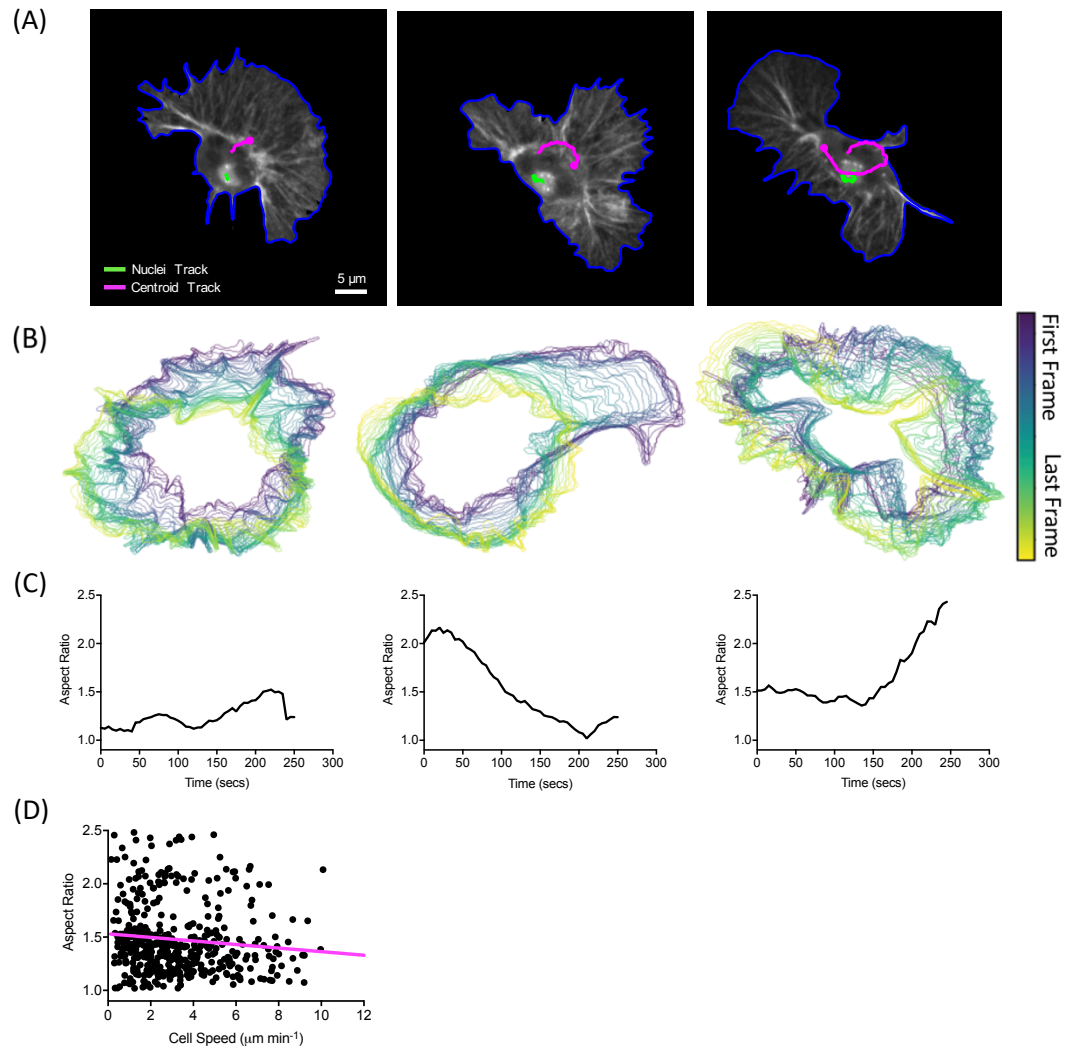 (A)
Nuclei Track
Centroid Track
5 µm
(B)
First Frame
Last Frame
(C)
2.5
2.0
1.5
1.0
Aspect Ratio
0 50 100 150 200 250 300
Time (secs)
2.5
2.0
1.5
1.0
Aspect Ratio
0 50 100 150 200 250 300
Time (secs)
2.5
2.0
1.5
1.0
Aspect Ratio
0 50 100 150 200 250 300
Time (secs)
(D)
2.5
2.0
1.5
1.0
Aspect Ratio
0 2 4 6 8 10 12
Cell Speed (µm min⁻¹)